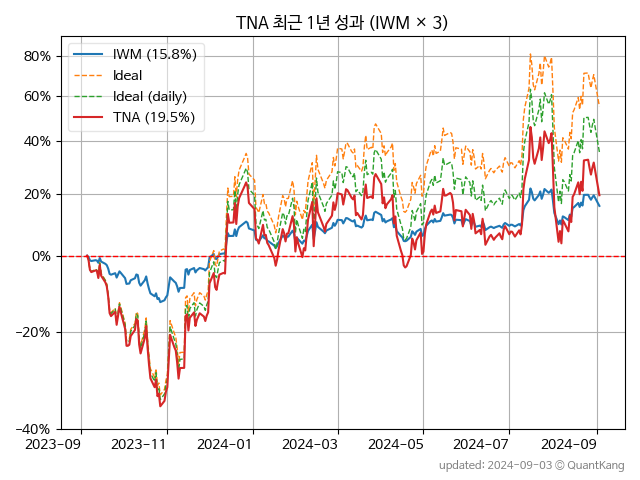 TNA 최근 1년 성과 (IWM × 3)
IWM (15.8%)
Ideal
Ideal (daily)
TNA (19.5%)
80%
60%
40%
20%
0%
−20%
−40%
2023-09 2023-11 2024-01 2024-03 2024-05 2024-07 2024-09
updated: 2024-09-03 © QuantKang